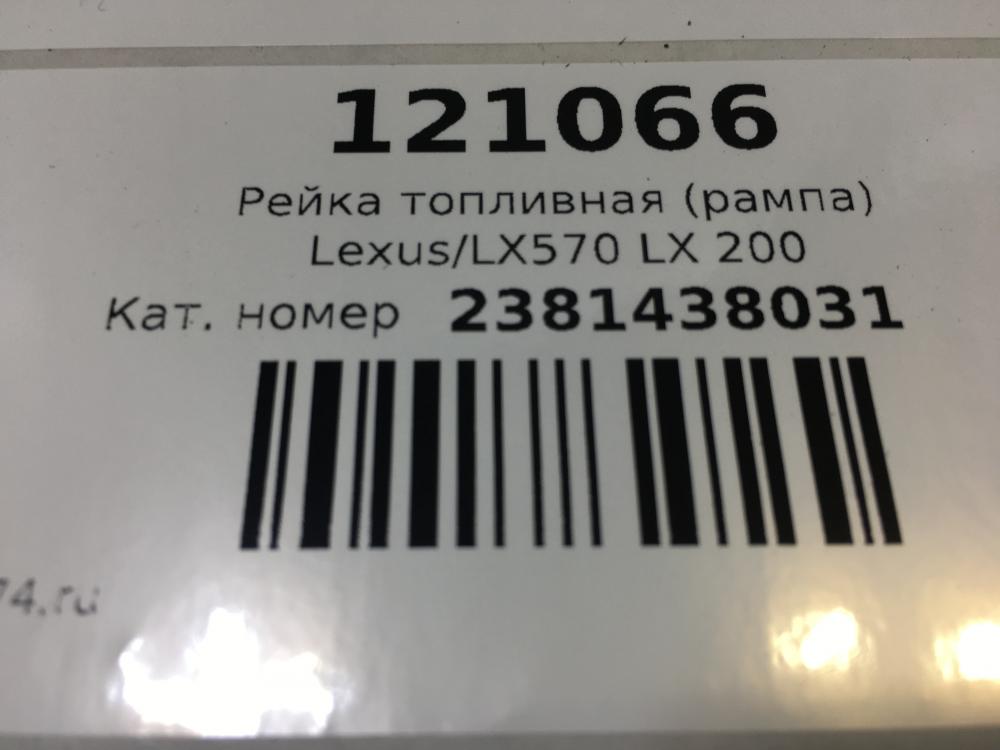 121066
Рейка топливная (рампа)
Lexus/LX570 LX 200
Кат. номер 2381438031
74.ru